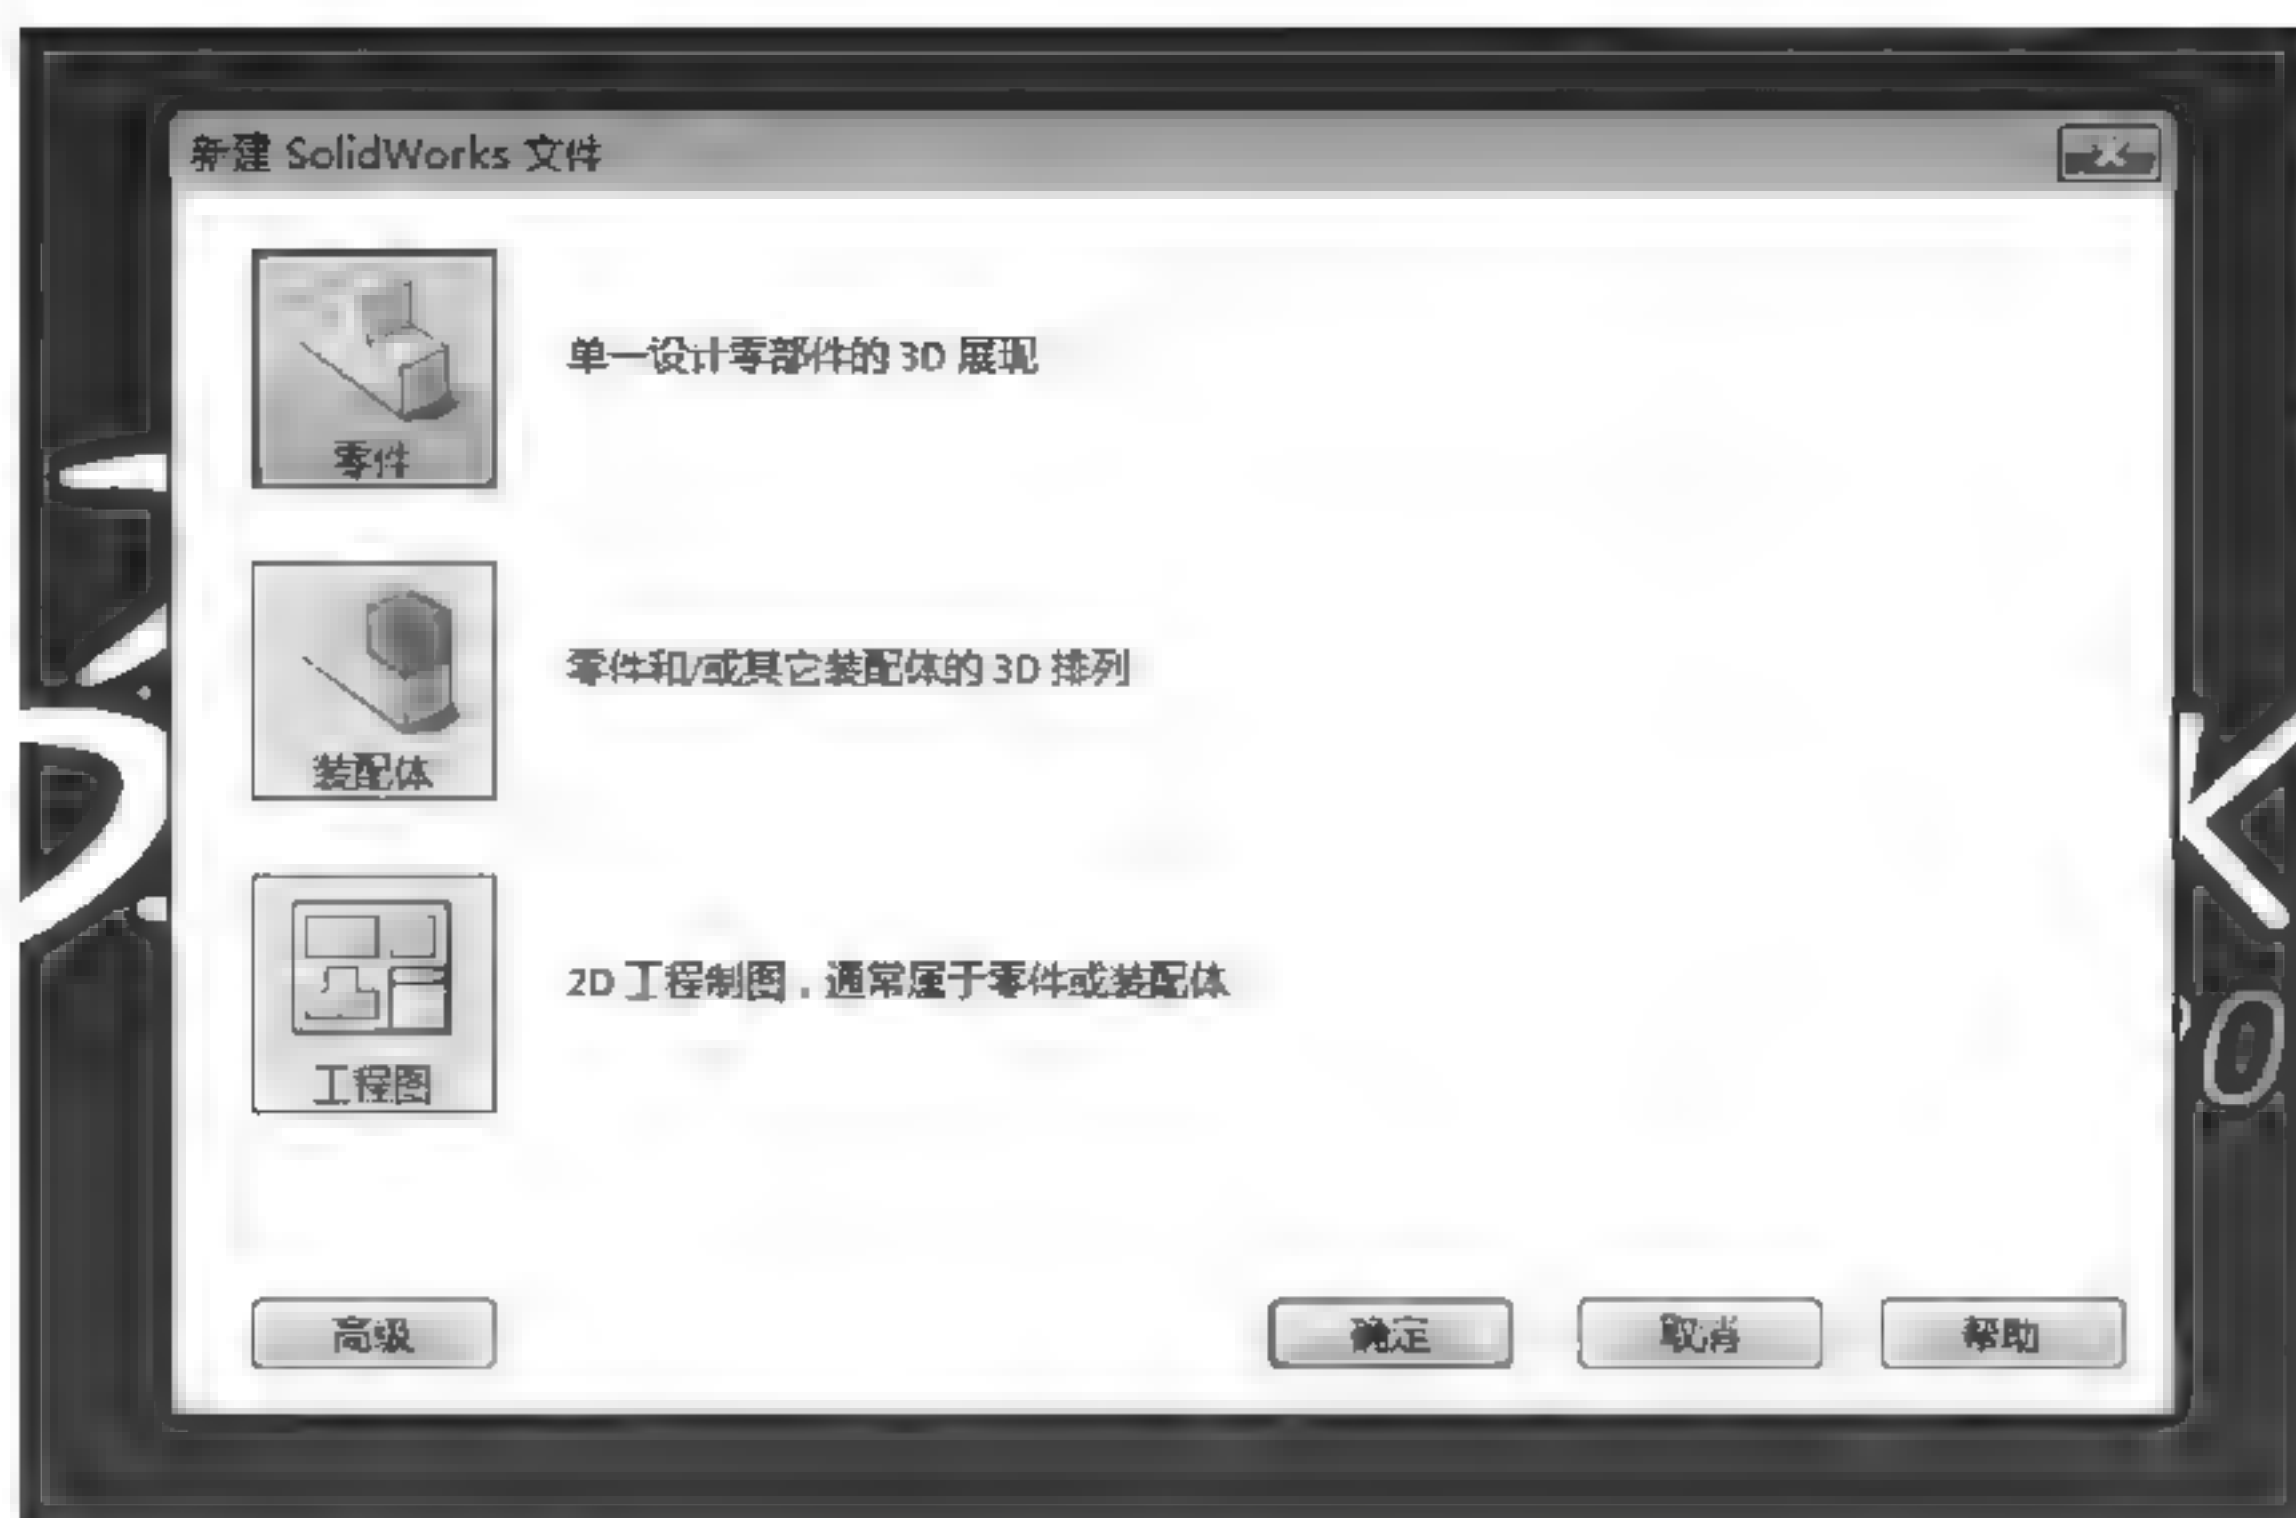 新建 SolidWorks 文件
单一设计零部件的 3D 展现
零件
零件和/或其它装配体的 3D 排列
装配体
2D 工程制图，通常属于零件或装配体
工程图
高级 确定 取消 帮助